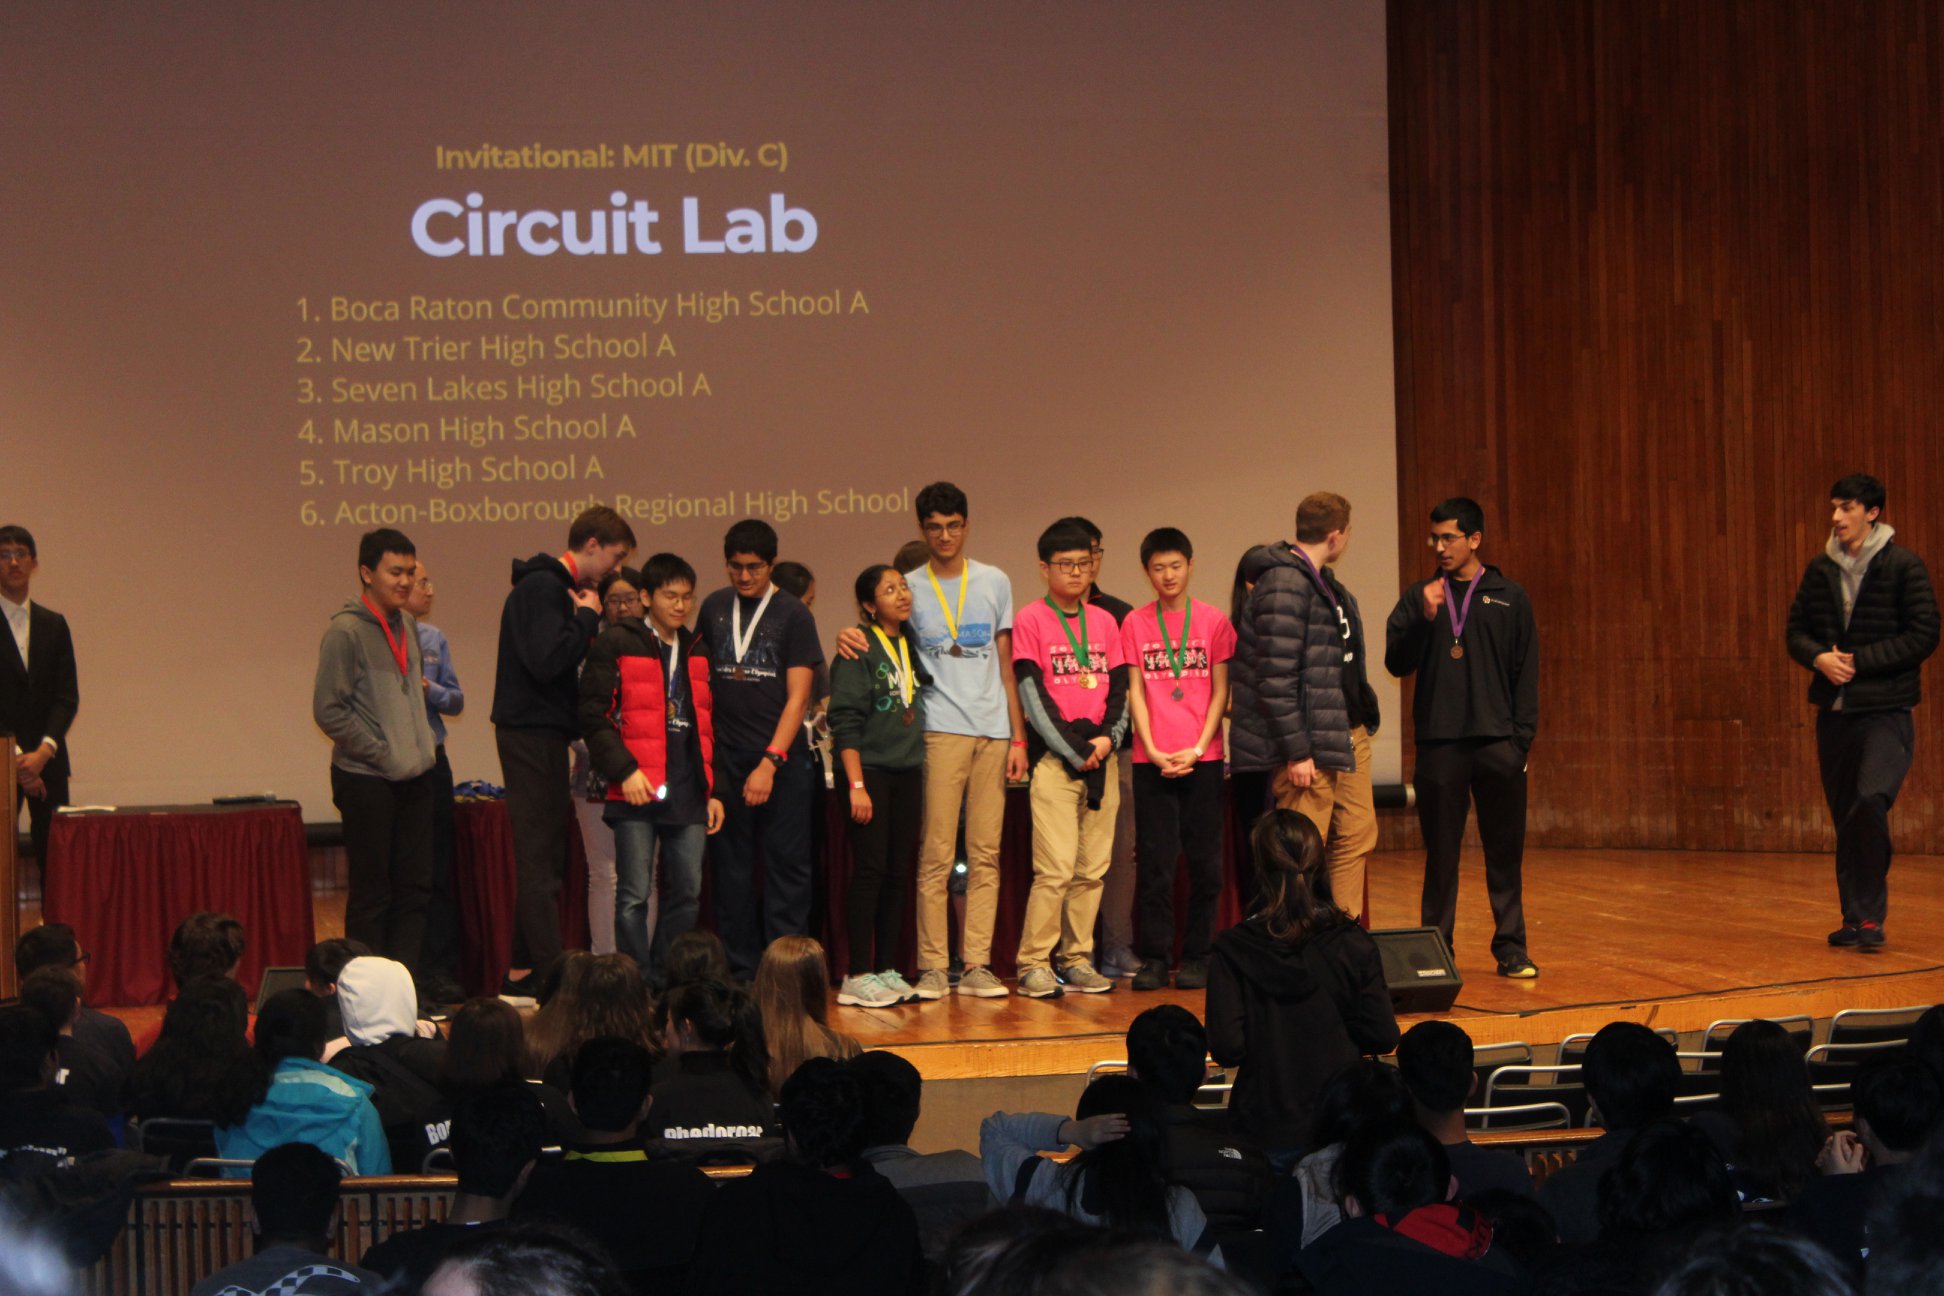 Invitational: MIT (Div. C)
Circuit Lab
1. Boca Raton Community High School A
2. New Trier High School A
3. Seven Lakes High School A
4. Mason High School A
5. Troy High School A
6. Acton-Boxborough Regional High School
MASON